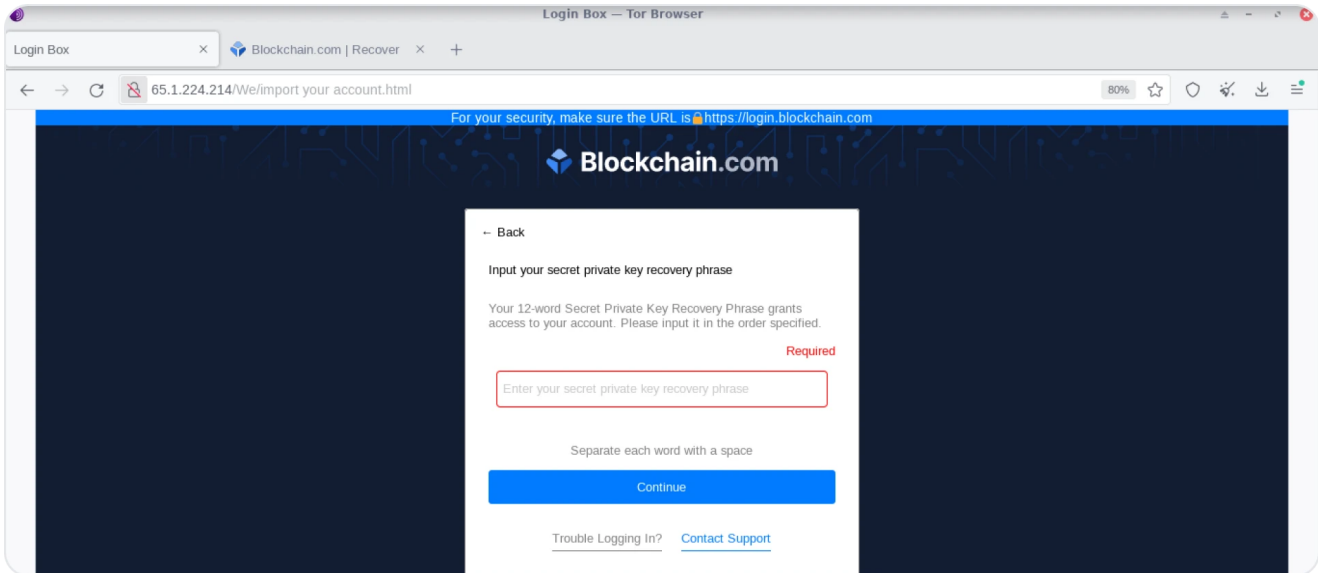 Login Box — Tor Browser
Login Box
Blockchain.com | Recover
65.1.224.214/We/import your account.html
80%
For your security, make sure the URL is https://login.blockchain.com
Blockchain.com
← Back
Input your secret private key recovery phrase
Your 12-word Secret Private Key Recovery Phrase grants
access to your account. Please input it in the order specified.
Required
Enter your secret private key recovery phrase
Separate each word with a space
Continue
Trouble Logging In? Contact Support